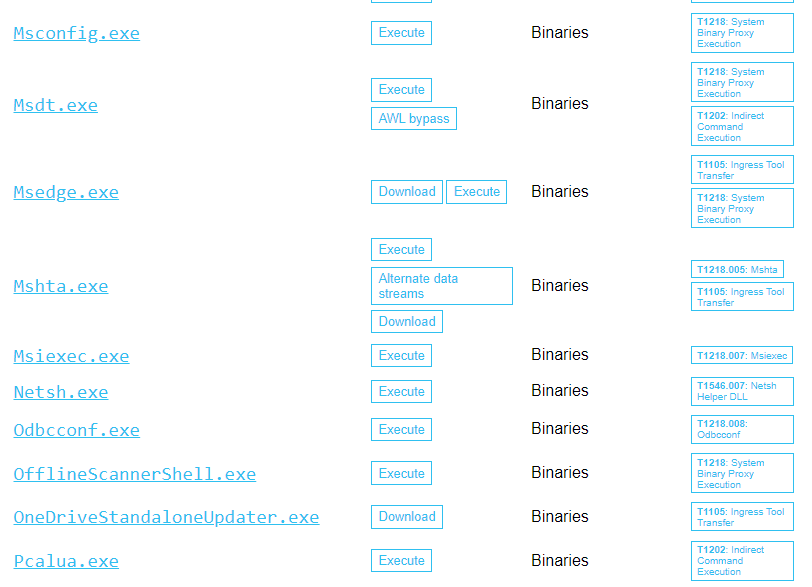 Msconfig.exe
Execute
Binaries
T1218: System
Binary Proxy
Execution
Msdt.exe
Execute
AWL bypass
Binaries
T1218: System
Binary Proxy
Execution
T1202: Indirect
Command
Execution
Msedge.exe
Download Execute
Binaries
T1105: Ingress Tool
Transfer
T1218: System
Binary Proxy
Execution
Mshta.exe
Execute
Alternate data
streams
Download
Binaries
T1218.005: Mshta
T1105: Ingress Tool
Transfer
Msiexec.exe
Execute
Binaries
T1218.007: Msiexec
Netsh.exe
Execute
Binaries
T1546.007: Netsh
Helper DLL
Odbcconf.exe
Execute
Binaries
T1218.008:
Odbcconf
OfflineScannerShell.exe
Execute
Binaries
T1218: System
Binary Proxy
Execution
OneDriveStandaloneUpdater.exe
Download
Binaries
T1105: Ingress Tool
Transfer
Pcalua.exe
Execute
Binaries
T1202: Indirect
Command
Execution